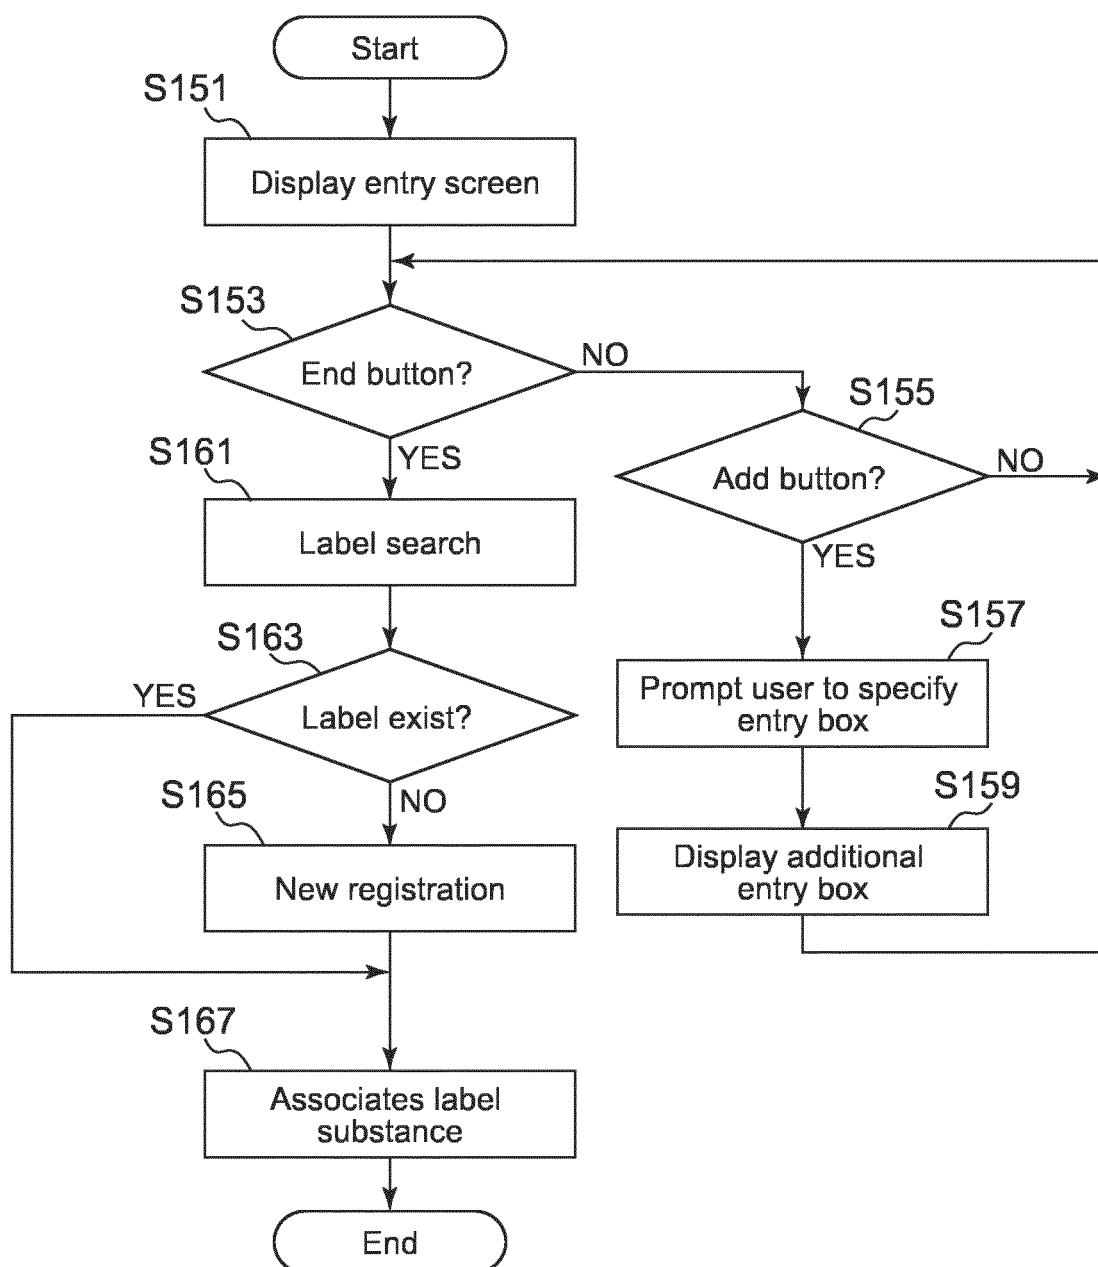 Start
S151
Display entry screen
S153
End button?
NO
S155
YES
Add button?
NO
S161
YES
Label search
S157
S163
Prompt user to specify
entry box
YES
Label exist?
S159
S165
NO
Display additional
entry box
New registration
S167
Associates label
substance
End